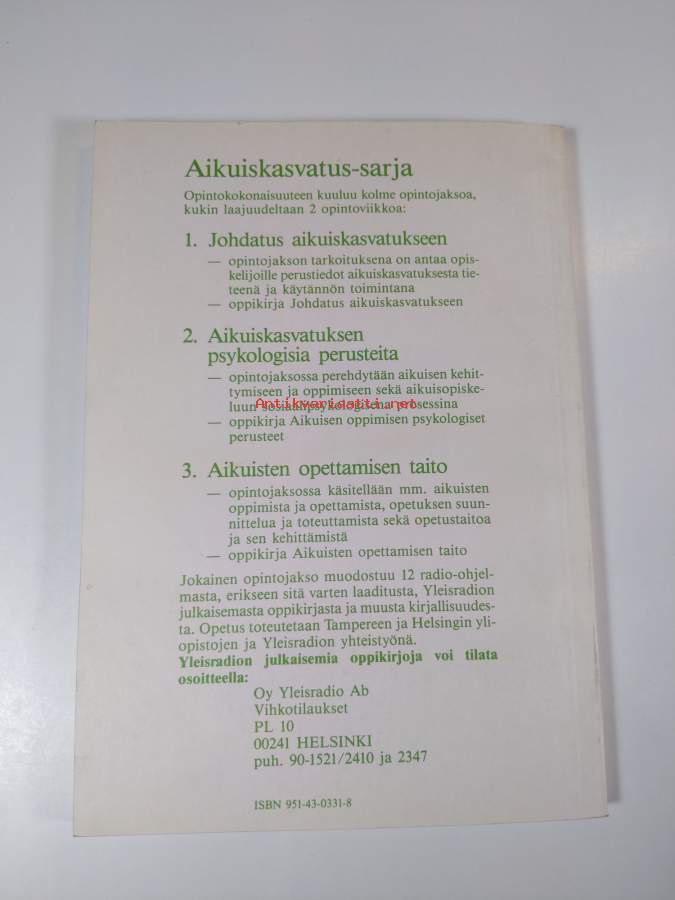 Aikuiskasvatus-sarja
Opintokokonaisuuteen kuuluu kolme opintojaksoa,
kukin laajuudeltaan 2 opintoviikkoa:
1. Johdatus aikuiskasvatukseen
— opintojakson tarkoituksena on antaa opis-
kelijoille perustiedot aikuiskasvatuksesta tie-
teenä ja käytännön toimintana
— oppikirja Johdatus aikuiskasvatukseen
2. Aikuiskasvatuksen
psykologisia perusteita
— opintojaksossa perehdytään aikuisen kehit-
tymiseen ja oppimiseen sekä aikuisopiske-
luun sosiaalipsykologisena prosessina
Antikvariaatti.net
— oppikirja Aikuisen oppimisen psykologiset
perusteet
3. Aikuisten opettamisen taito
— opintojaksossa käsitellään mm. aikuisten
oppimista ja opettamista, opetuksen suun-
nittelua ja toteuttamista sekä opetustaitoa
ja sen kehittämistä
— oppikirja Aikuisten opettamisen taito
Jokainen opintojakso muodostuu 12 radio-ohjel-
masta, erikseen sitä varten laaditusta, Yleisradion
julkaisemasta oppikirjasta ja muusta kirjallisuudes-
ta. Opetus toteutetaan Tampereen ja Helsingin yli-
opistojen ja Yleisradion yhteistyönä.
Yleisradion julkaisemia oppikirjoja voi tilata
osoitteella:
Oy Yleisradio Ab
Vihkotilaukset
PL 10
00241 HELSINKI
puh. 90-1521/2410 ja 2347
ISBN 951-43-0331-8